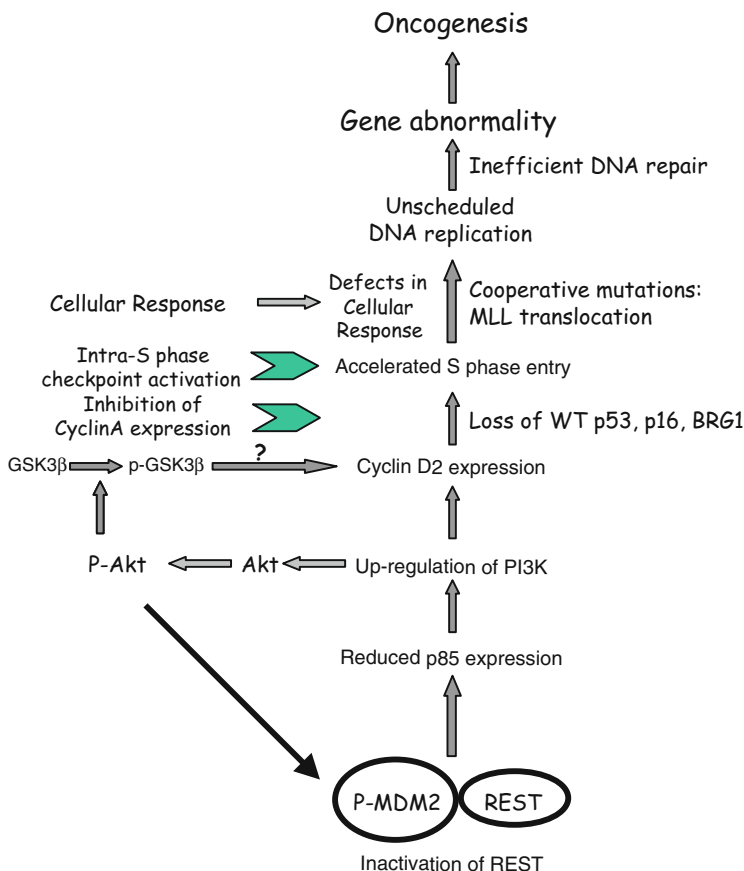 Oncogenesis
Gene abnormality
Inefficient DNA repair
Unscheduled
DNA replication
Cellular Response
Defects in
Cellular
Response
Cooperative mutations:
MLL translocation
Intra-S phase
checkpoint activation
Accelerated S phase entry
Inhibition of
CyclinA expression
Loss of WT p53, p16, BRG1
GSK3β
p-GSK3β
?
Cyclin D2 expression
P-Akt
Akt
Up-regulation of PI3K
Reduced p85 expression
P-MDM2
REST
Inactivation of REST